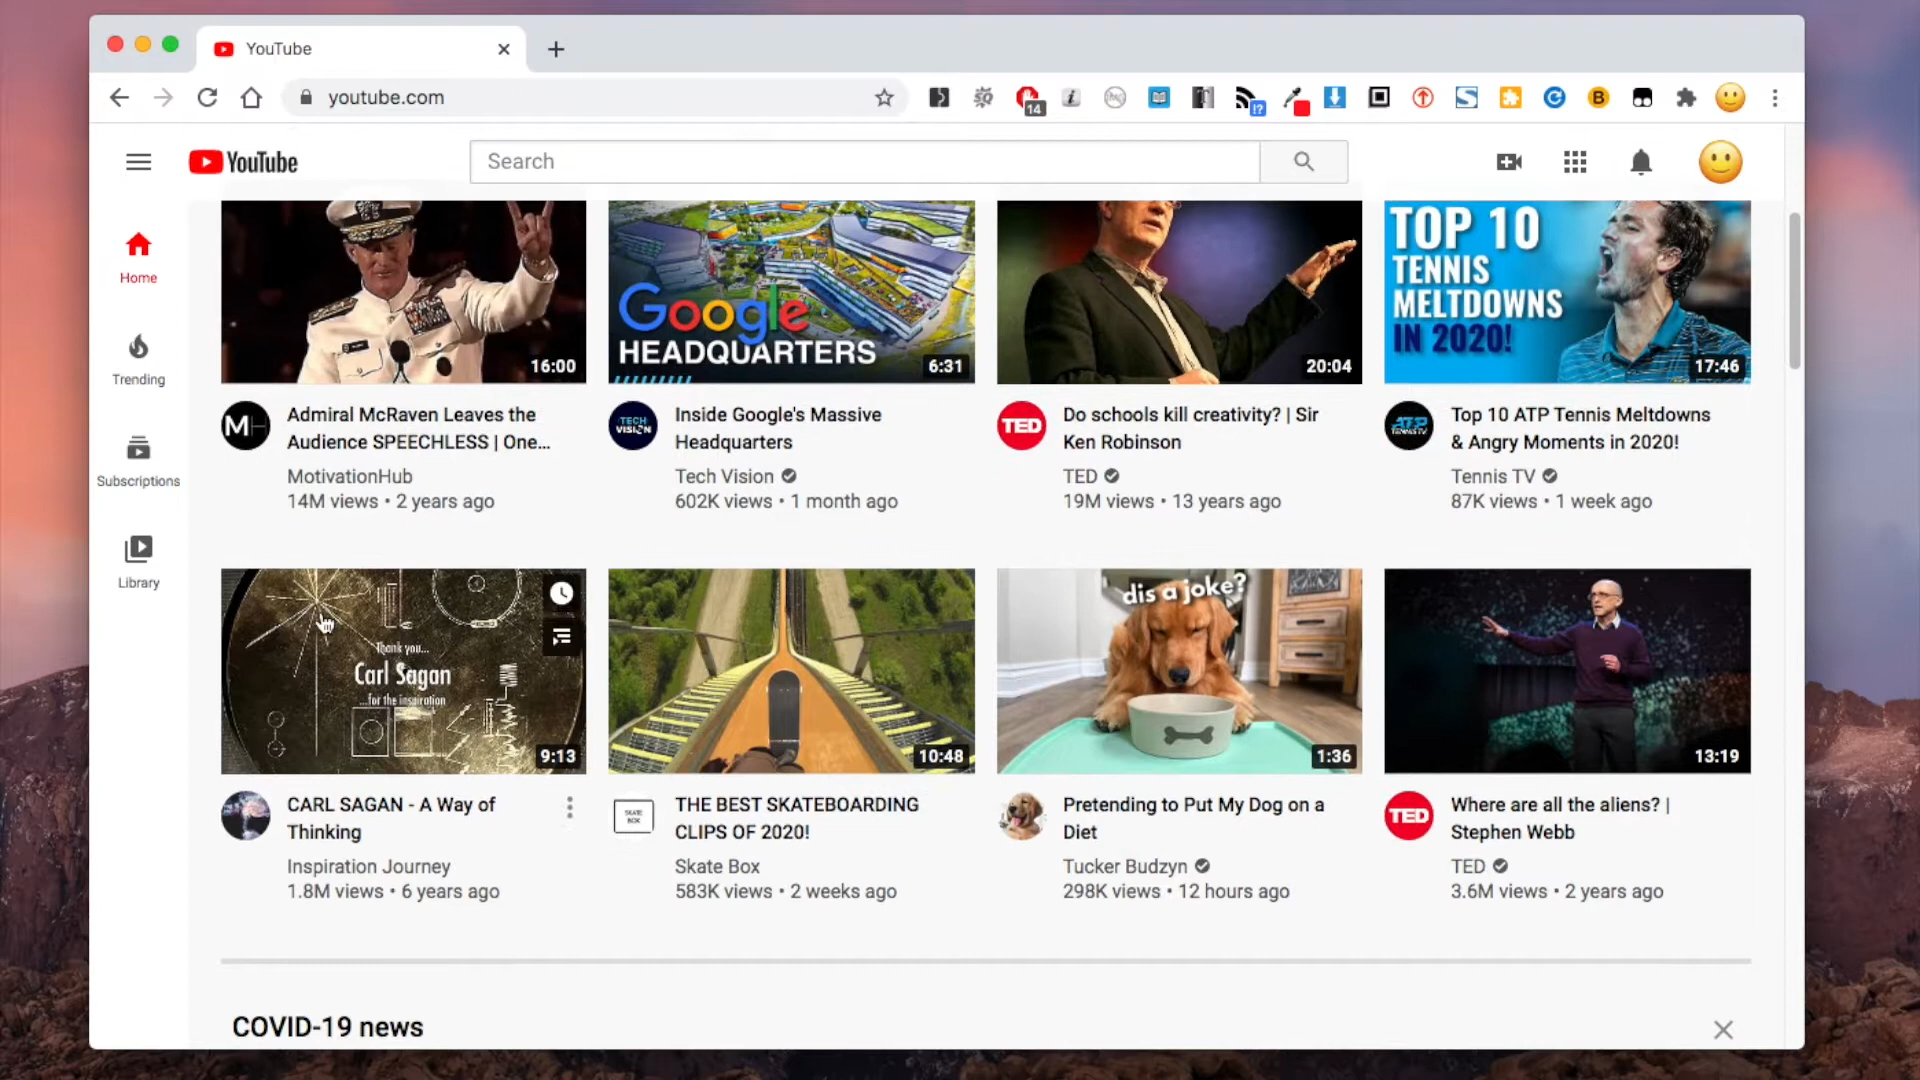 YouTube
youtube.com
14
!?
B
YouTube
Search
Home
Trending
Subscriptions
Library
16:00
Google
HEADQUARTERS
6:31
20:04
TOP 10
TENNIS
MELTDOWNS
IN 2020!
17:46
MH
Admiral McRaven Leaves the
Audience SPEECHLESS | One...
MotivationHub
14M views • 2 years ago
TECH
VISION
Inside Google's Massive
Headquarters
Tech Vision
602K views • 1 month ago
TED
Do schools kill creativity? | Sir
Ken Robinson
TED
19M views • 13 years ago
ATP
TENNISTV
Top 10 ATP Tennis Meltdowns
& Angry Moments in 2020!
Tennis TV
87K views • 1 week ago
Thank you...
Carl Sagan
...for the inspiration
9:13
10:48
dis a joke?
1:36
13:19
CARL SAGAN - A Way of
Thinking
Inspiration Journey
1.8M views • 6 years ago
SKATE
BOX
THE BEST SKATEBOARDING
CLIPS OF 2020!
Skate Box
583K views • 2 weeks ago
Pretending to Put My Dog on a
Diet
Tucker Budzyn
298K views • 12 hours ago
TED
Where are all the aliens? |
Stephen Webb
TED
3.6M views • 2 years ago
COVID-19 news